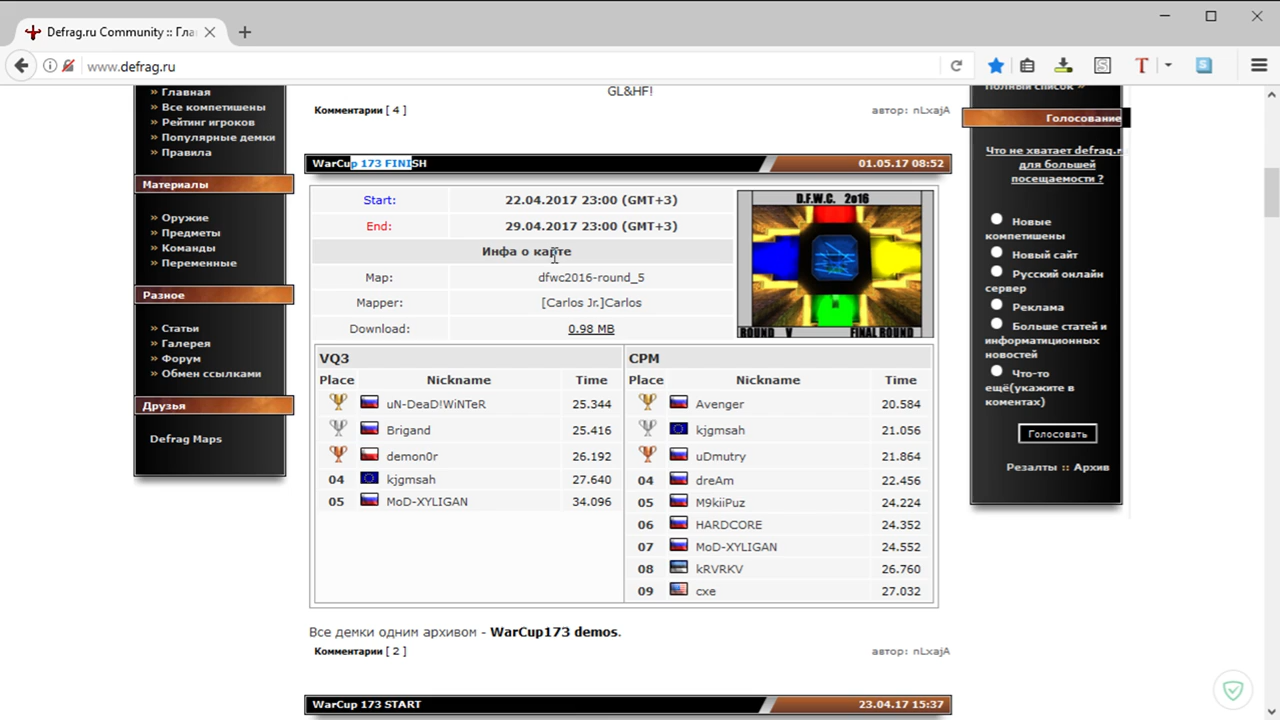 Defrag.ru Community :: Гла
www.defrag.ru
» Главная
» Все компетишены
» Рейтинг игроков
» Популярные демки
» Правила
Материалы
» Оружие
» Предметы
» Команды
» Переменные
Разное
» Статьи
» Галерея
» Форум
» Обмен ссылками
Друзья
Defrag Maps
GL&HF!
Комментарии [ 4 ] автор: nLxajA
WarCup 173 FINISH 01.05.17 08:52
Start: 22.04.2017 23:00 (GMT+3)
End: 29.04.2017 23:00 (GMT+3)
Инфа о карте
Map: dfwc2016-round_5
Mapper: [Carlos Jr.]Carlos
Download: 0.98 MB
D.F.W.C. 2o16
ROUND V FINAL ROUND
VQ3
Place Nickname Time
uN-DeaD!WiNTeR 25.344
Brigand 25.416
demon0r 26.192
04 kjgmsah 27.640
05 MoD-XYLIGAN 34.096
CPM
Place Nickname Time
Avenger 20.584
kjgmsah 21.056
uDmutry 21.864
04 dreAm 22.456
05 M9kiiPuz 24.224
06 HARDCORE 24.352
07 MoD-XYLIGAN 24.552
08 kRVRKV 26.760
09 cxe 27.032
Все демки одним архивом - WarCup173 demos.
Комментарии [ 2 ] автор: nLxajA
WarCup 173 START 23.04.17 15:37
Полный список »
Голосование
Что не хватает defrag.r
для большей
посещаемости ?
Новые
компетишены
Новый сайт
Русский онлайн
сервер
Реклама
Больше статей и
информатиционных
новостей
Что-то
ещё(укажите в
коментах)
Голосовать
Резалты :: Архив